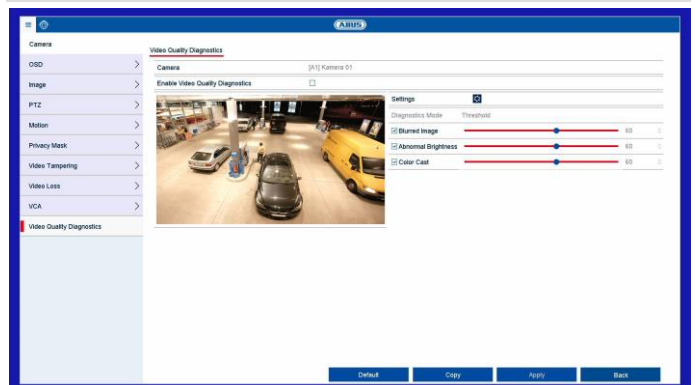 ABUS
Camera
OSD
Image
PTZ
Motion
Privacy Mask
Video Tampering
Video Loss
VCA
Video Quality Diagnostics
Video Quality Diagnostics
Camera [A1] Kamera 01
Enable Video Quality Diagnostics
Settings
Diagnostics Mode Threshold
Blurred Image 60
Abnormal Brightness 60
Color Cast 60
Default Copy Apply Back